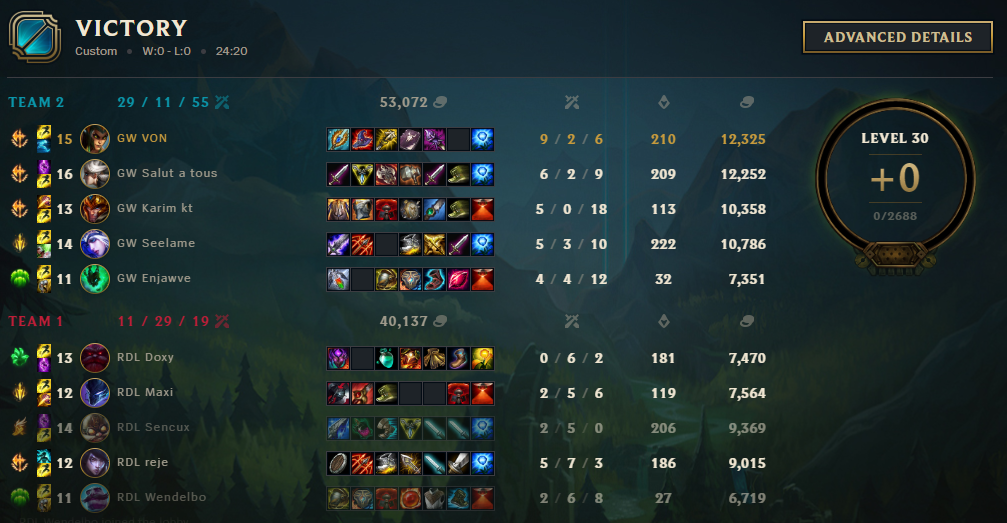 VICTORY
Custom • W:0 - L:0 • 24:20
ADVANCED DETAILS
TEAM 2 29 / 11 / 55 53,072
15 GW VON 9 / 2 / 6 210 12,325
16 GW Salut a tous 6 / 2 / 9 209 12,252
13 GW Karim kt 5 / 0 / 18 113 10,358
14 GW Seelame 5 / 3 / 10 222 10,786
11 GW Enjawve 4 / 4 / 12 32 7,351
LEVEL 30
+0
0/2688
TEAM 1 11 / 29 / 19 40,137
13 RDL Doxy 0 / 6 / 2 181 7,470
12 RDL Maxi 2 / 5 / 6 119 7,564
14 RDL Sencux 2 / 5 / 0 206 9,369
12 RDL reje 5 / 7 / 3 186 9,015
11 RDL Wendelbo 2 / 6 / 8 27 6,719